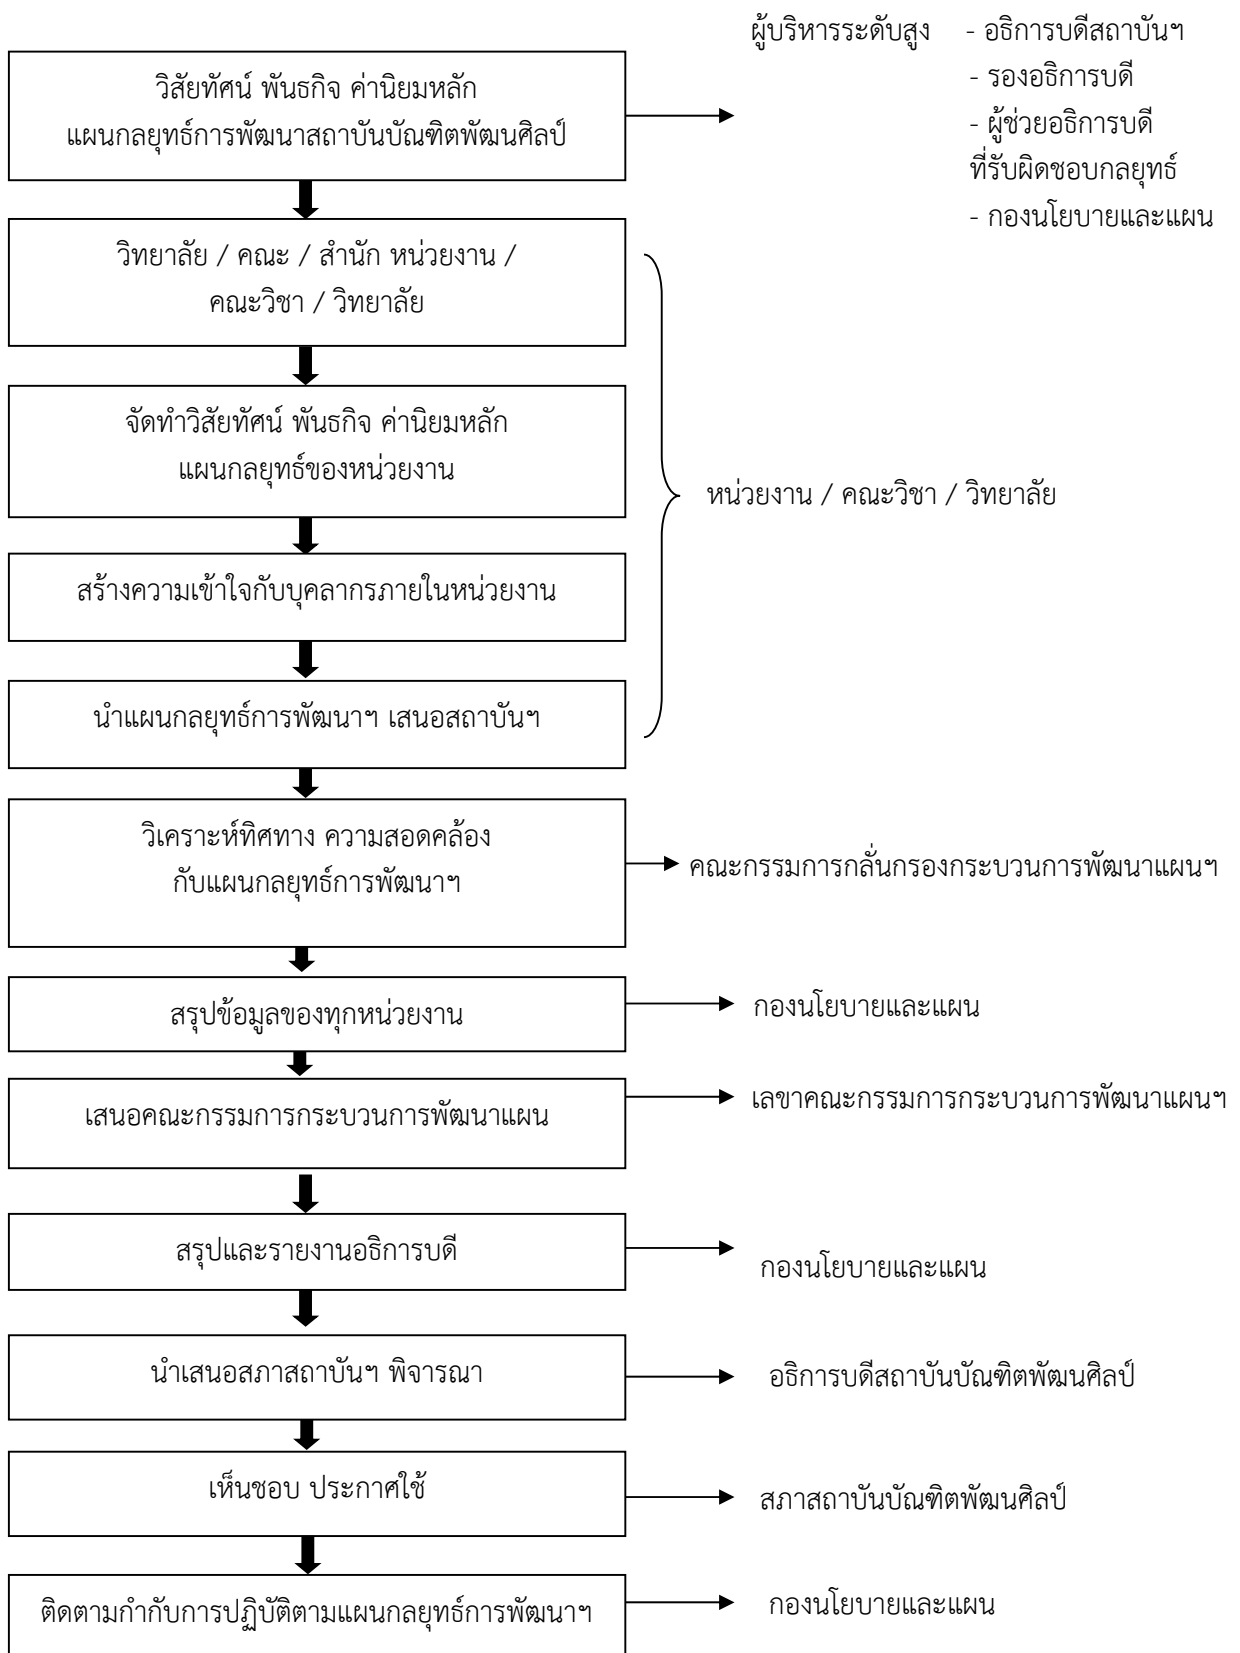 ผู้บริหารระดับสูง - อธิการบดีสถาบันฯ
- รองอธิการบดี
- ผู้ช่วยอธิการบดี
ที่รับผิดชอบกลยุทธ์
- กองนโยบายและแผน
วิสัยทัศน์ พันธกิจ ค่านิยมหลัก
แผนกลยุทธ์การพัฒนาสถาบันบัณฑิตพัฒนศิลป์
วิทยาลัย / คณะ / สำนัก หน่วยงาน /
คณะวิชา / วิทยาลัย
จัดทำวิสัยทัศน์ พันธกิจ ค่านิยมหลัก
แผนกลยุทธ์ของหน่วยงาน
หน่วยงาน / คณะวิชา / วิทยาลัย
สร้างความเข้าใจกับบุคลากรภายในหน่วยงาน
นำแผนกลยุทธ์การพัฒนาฯ เสนอสถาบันฯ
วิเคราะห์ทิศทาง ความสอดคล้อง
กับแผนกลยุทธ์การพัฒนาฯ
คณะกรรมการกลั่นกรองกระบวนการพัฒนาแผนฯ
สรุปข้อมูลของทุกหน่วยงาน
กองนโยบายและแผน
เสนอคณะกรรมการกระบวนการพัฒนาแผน
เลขาคณะกรรมการกระบวนการพัฒนาแผนฯ
สรุปและรายงานอธิการบดี
กองนโยบายและแผน
นำเสนอสภาสถาบันฯ พิจารณา
อธิการบดีสถาบันบัณฑิตพัฒนศิลป์
เห็นชอบ ประกาศใช้
สภาสถาบันบัณฑิตพัฒนศิลป์
ติดตามกำกับการปฏิบัติตามแผนกลยุทธ์การพัฒนาฯ
กองนโยบายและแผน